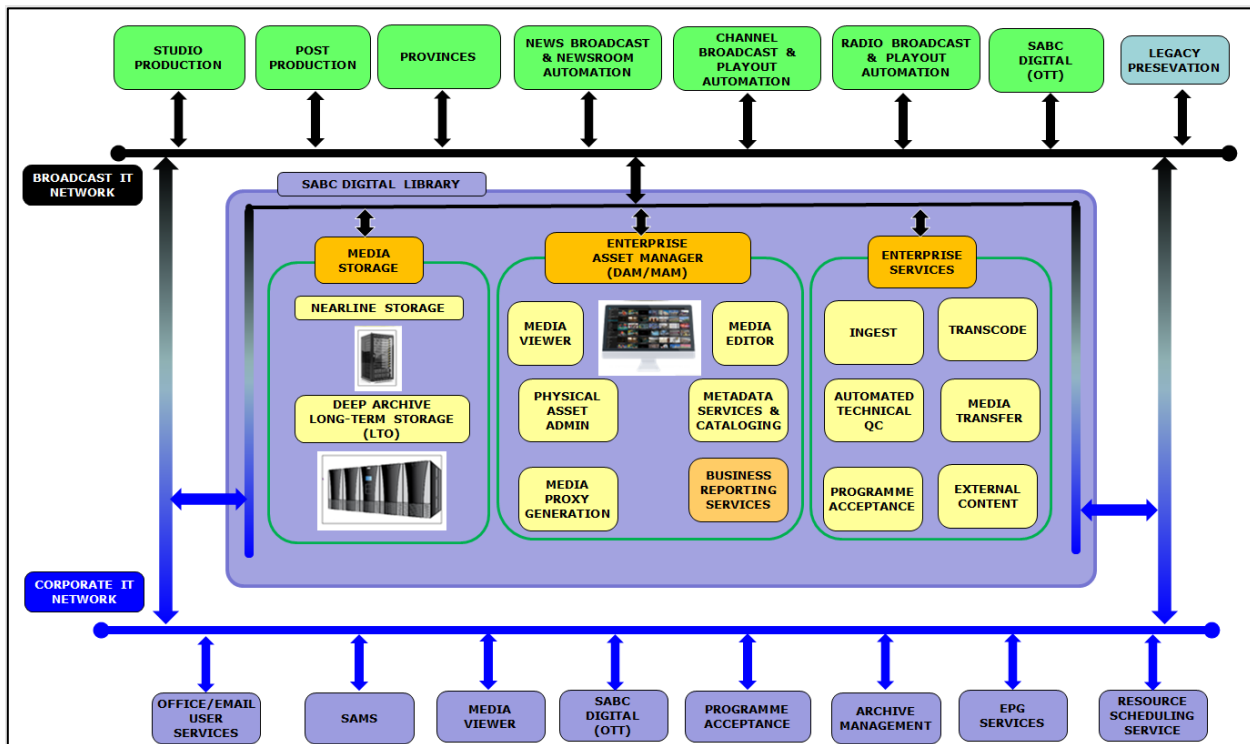 STUDIO
PRODUCTION
POST
PRODUCTION
PROVINCES
NEWS BROADCAST
& NEWSROOM
AUTOMATION
CHANNEL
BROADCAST &
PLAYOUT
AUTOMATION
RADIO BROADCAST
& PLAYOUT
AUTOMATION
SABC
DIGITAL
(OTT)
LEGACY
PRESEVATION
BROADCAST IT
NETWORK
SABC DIGITAL LIBRARY
MEDIA
STORAGE
NEARLINE STORAGE
DEEP ARCHIVE
LONG-TERM STORAGE
(LTO)
ENTERPRISE
ASSET MANAGER
(DAM/MAM)
MEDIA
VIEWER
MEDIA
EDITOR
PHYSICAL
ASSET
ADMIN
METADATA
SERVICES &
CATALOGING
MEDIA
PROXY
GENERATION
BUSINESS
REPORTING
SERVICES
ENTERPRISE
SERVICES
INGEST
TRANSCODE
AUTOMATED
TECHNICAL
QC
MEDIA
TRANSFER
PROGRAMME
ACCEPTANCE
EXTERNAL
CONTENT
CORPORATE IT
NETWORK
OFFICE/EMAIL
USER
SERVICES
SAMS
MEDIA
VIEWER
SABC
DIGITAL
(OTT)
PROGRAMME
ACCEPTANCE
ARCHIVE
MANAGEMENT
EPG
SERVICES
RESOURCE
SCHEDULING
SERVICE